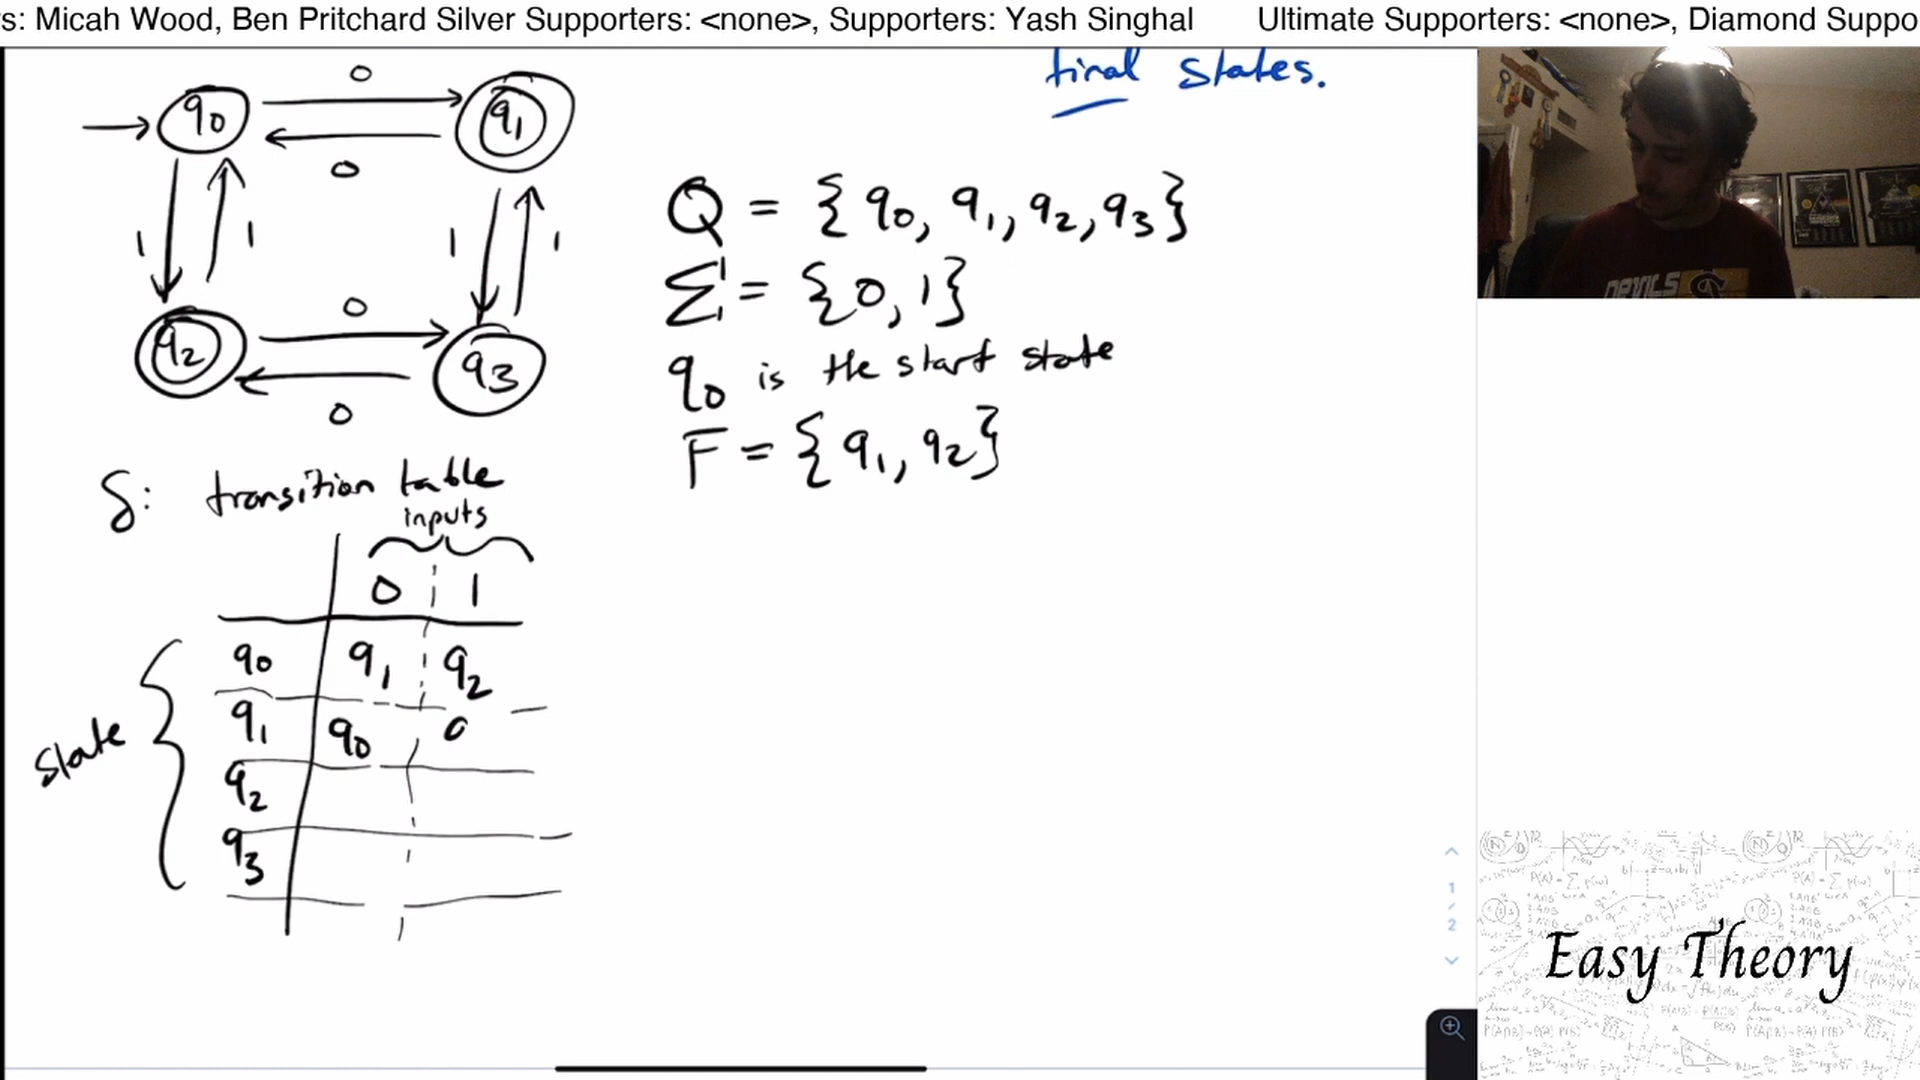 s: Micah Wood, Ben Pritchard Silver Supporters: <none>, Supporters: Yash Singhal Ultimate Supporters: <none>, Diamond Suppo
final states.
0
q0 q1
0
1 1 1 1
0
q2 q3
0
Q = {q0, q1, q2, q3}
Σ = {0, 1}
q0 is the start state
F = {q1, q2}
δ: transition table
inputs
0 1
q0 q1 q2
q1 q0
q2
q3
state
DEVILS
1
2
Easy Theory